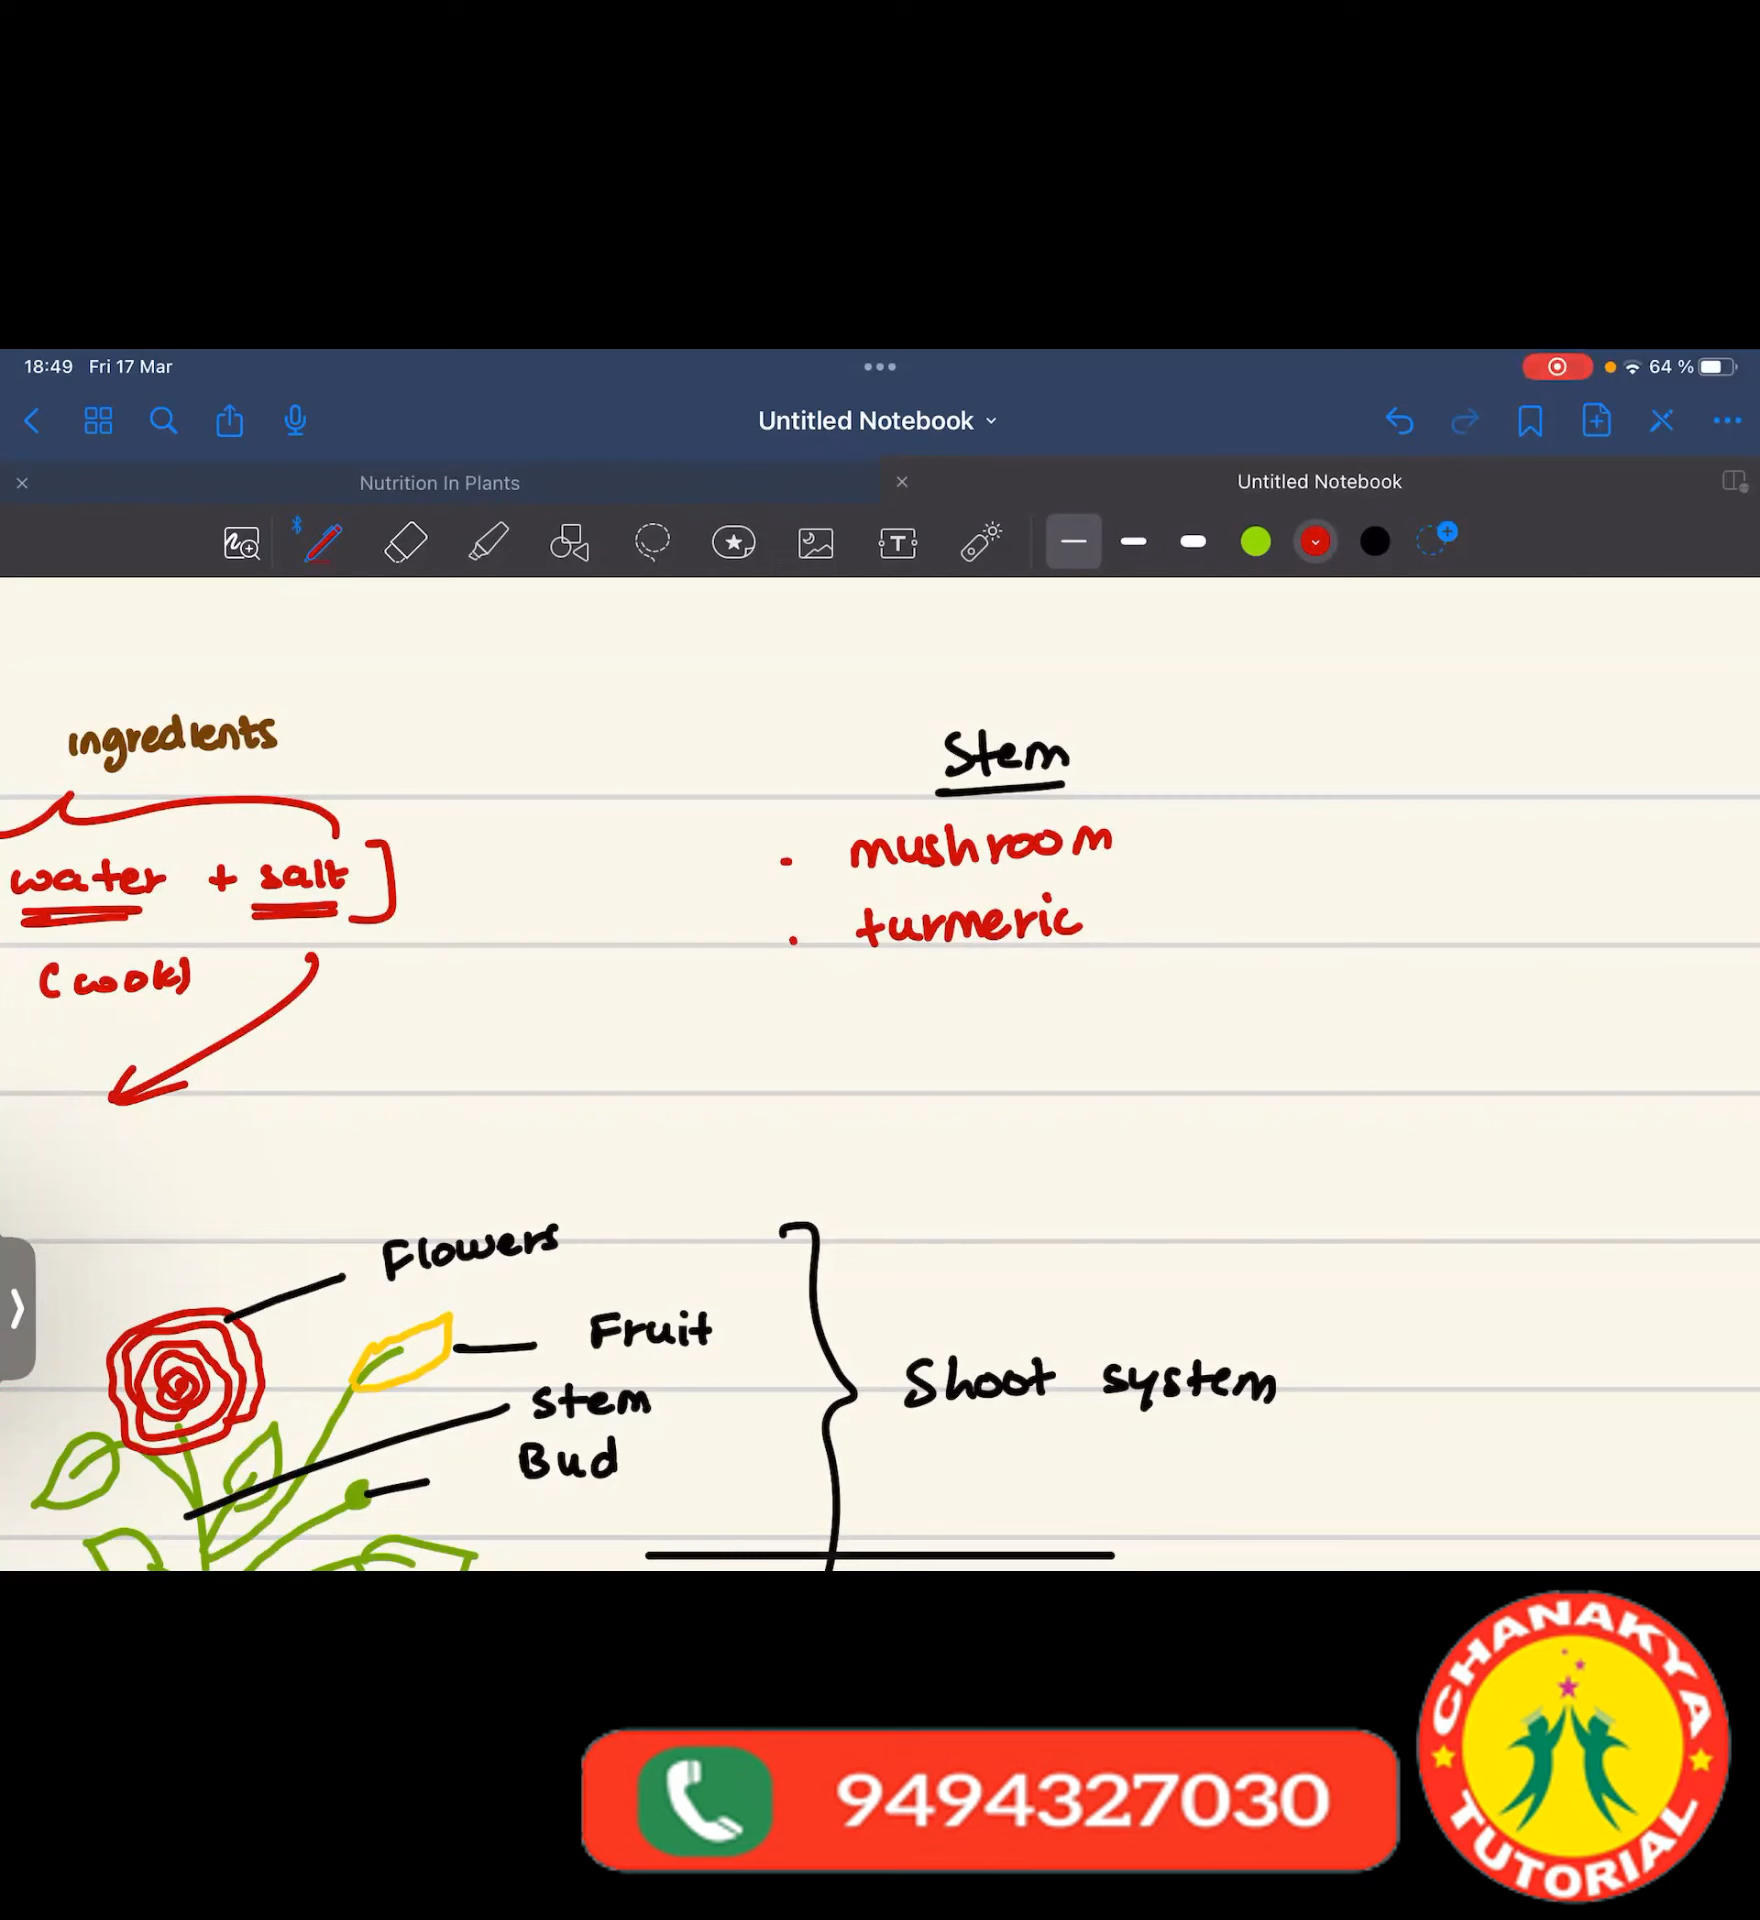 18:49 Fri 17 Mar
64 %
Untitled Notebook
Nutrition In Plants
Untitled Notebook
T
ingredients
water + salt ]
(cook)
Stem
. mushroom
. turmeric
Flowers
Fruit
Stem
Bud
Shoot system
9494327030
CHANAKYA
TUTORIAL